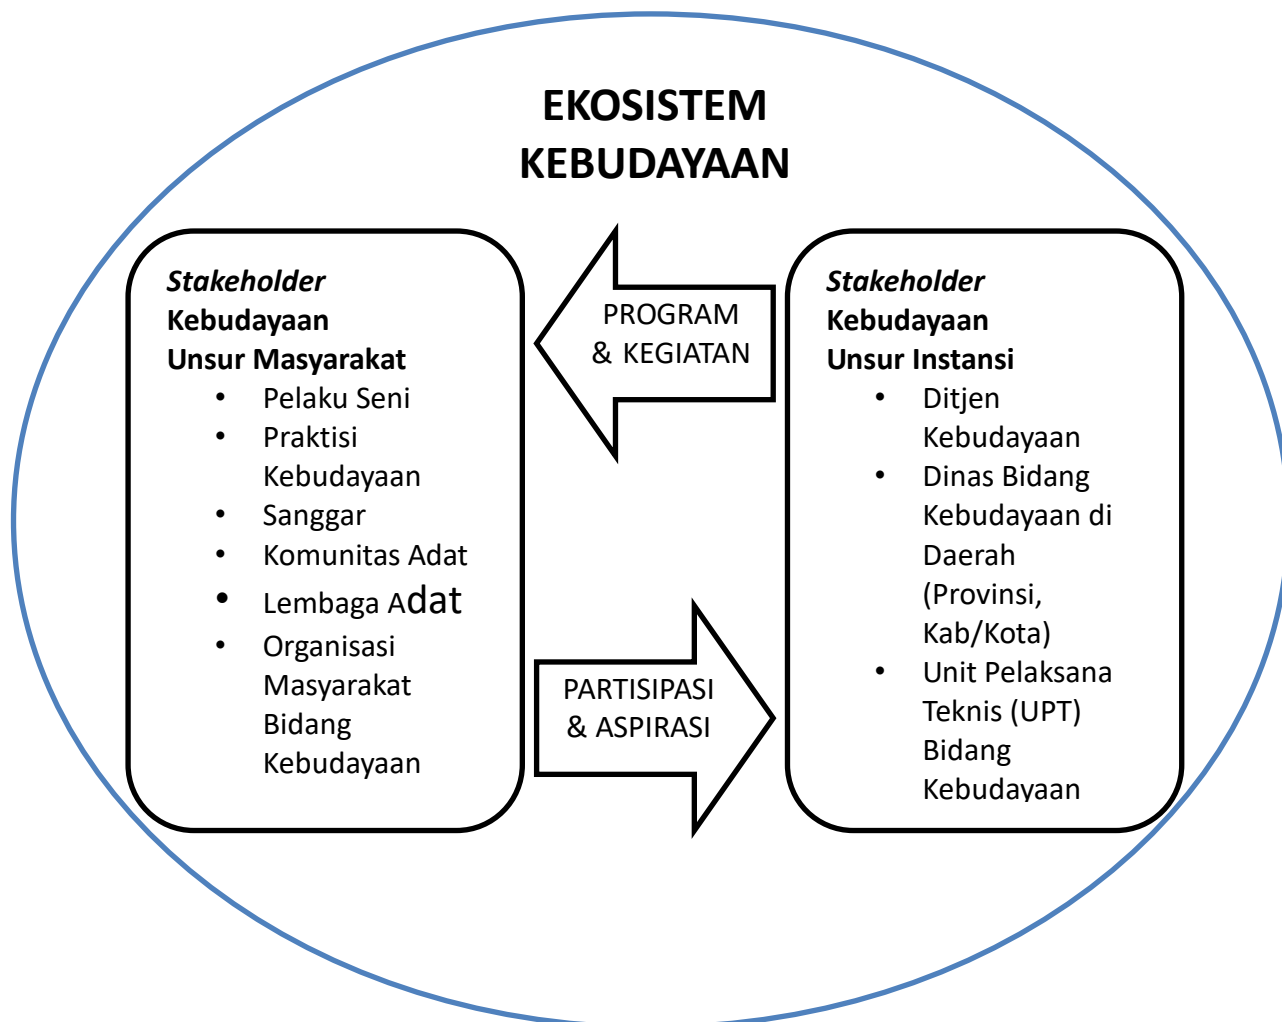 EKOSISTEM
KEBUDAYAAN
Stakeholder
Kebudayaan
Unsur Masyarakat
• Pelaku Seni
• Praktisi
Kebudayaan
• Sanggar
• Komunitas Adat
• Lembaga Adat
• Organisasi
Masyarakat
Bidang
Kebudayaan
PROGRAM
& KEGIATAN
PARTISIPASI
& ASPIRASI
Stakeholder
Kebudayaan
Unsur Instansi
• Ditjen
Kebudayaan
• Dinas Bidang
Kebudayaan di
Daerah
(Provinsi,
Kab/Kota)
• Unit Pelaksana
Teknis (UPT)
Bidang
Kebudayaan